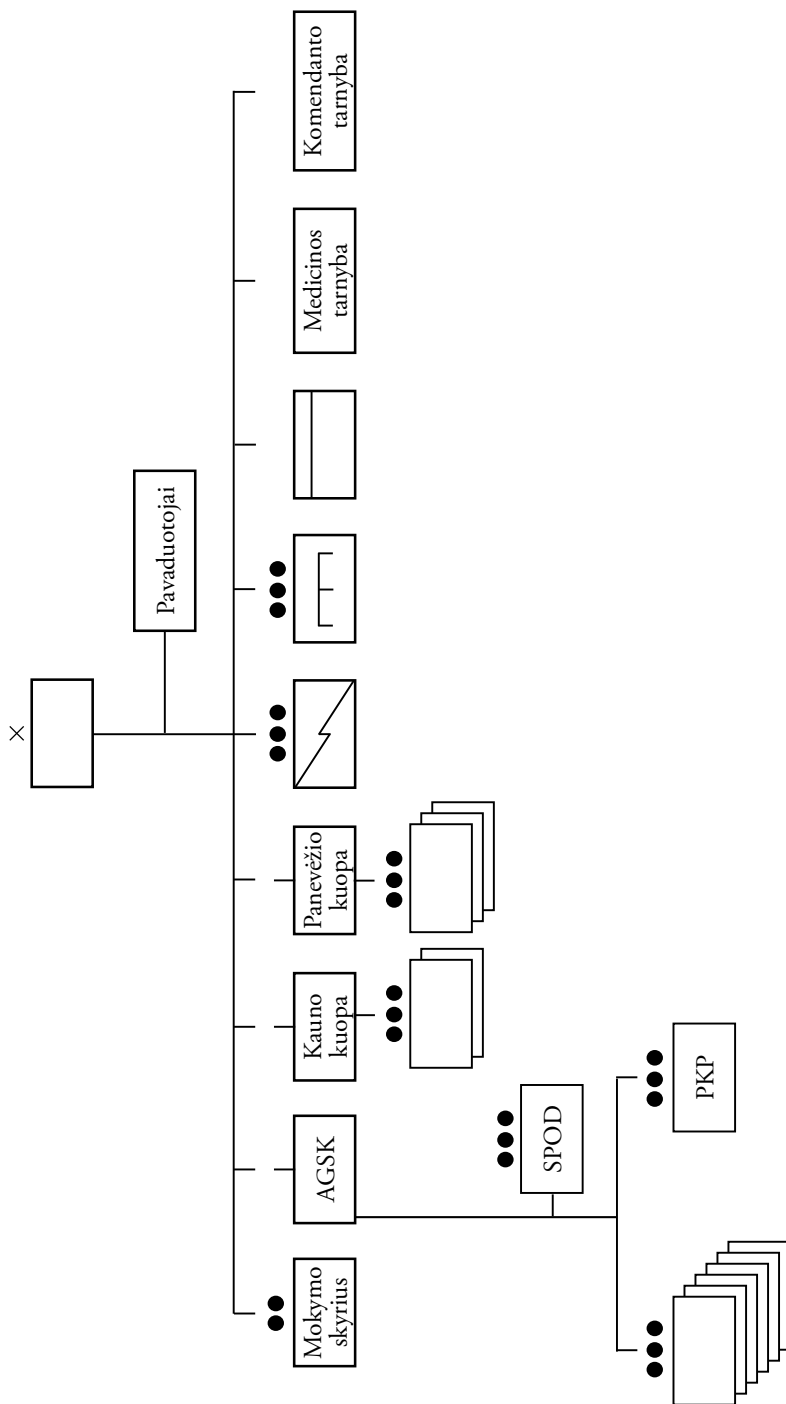 ×
Pavaduotojai
Mokymo
skyrius
AGSK
Kauno
kuopa
Panevėžio
kuopa
Medicinos
tarnyba
Komendanto
tarnyba
SPOD
PKP